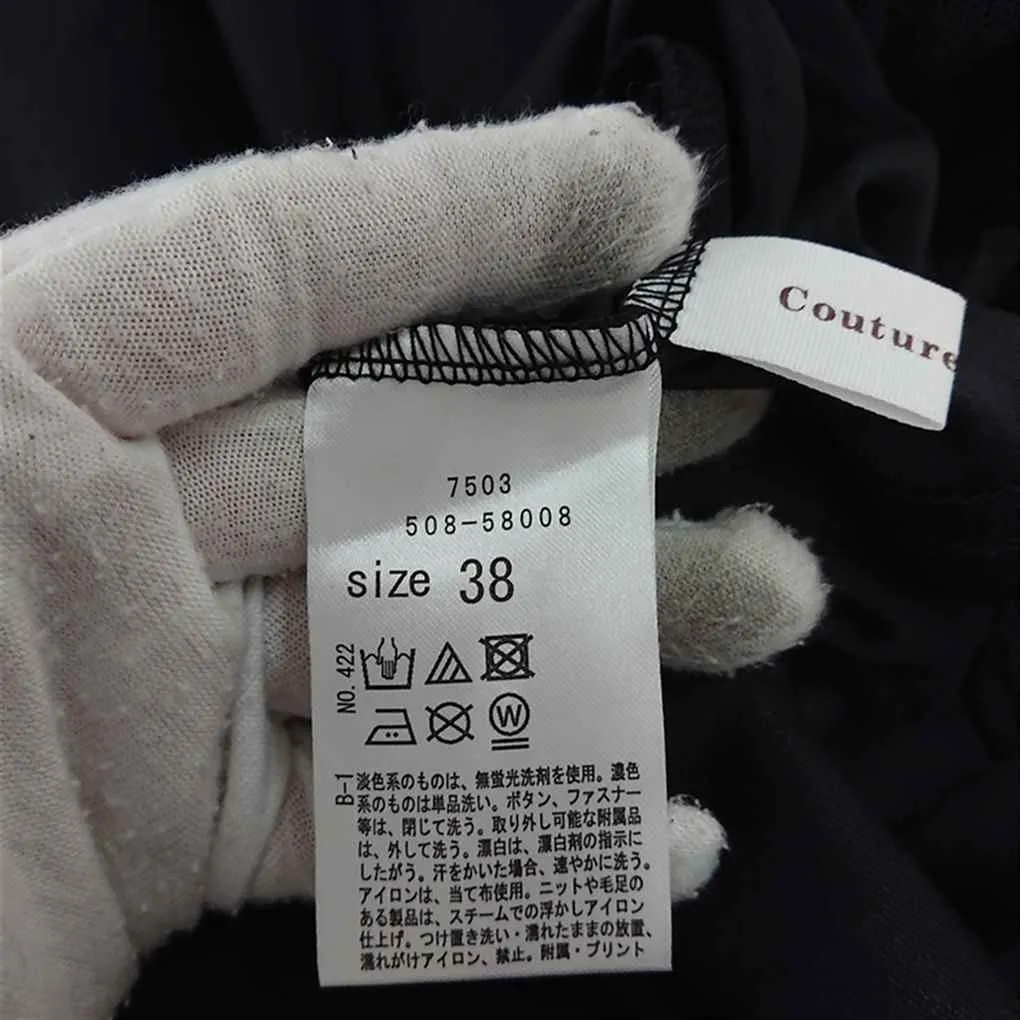 Couture
7503
508-58008
size 38
NO. 422
W
B-1
淡色系のものは、無蛍光洗剤を使用。濃色
系のものは単品洗い。ボタン、ファスナー
等は、閉じて洗う。取り外し可能な附属品
は、外して洗う。漂白は、漂白剤の指示に
したがう。汗をかいた場合、速やかに洗う。
アイロンは、当て布使用。ニットや毛足の
ある製品は、スチームでの浮かしアイロン
仕上げ。つけ置き洗い・濡れたままの放置、
濡れがけアイロン、禁止。附属・プリント